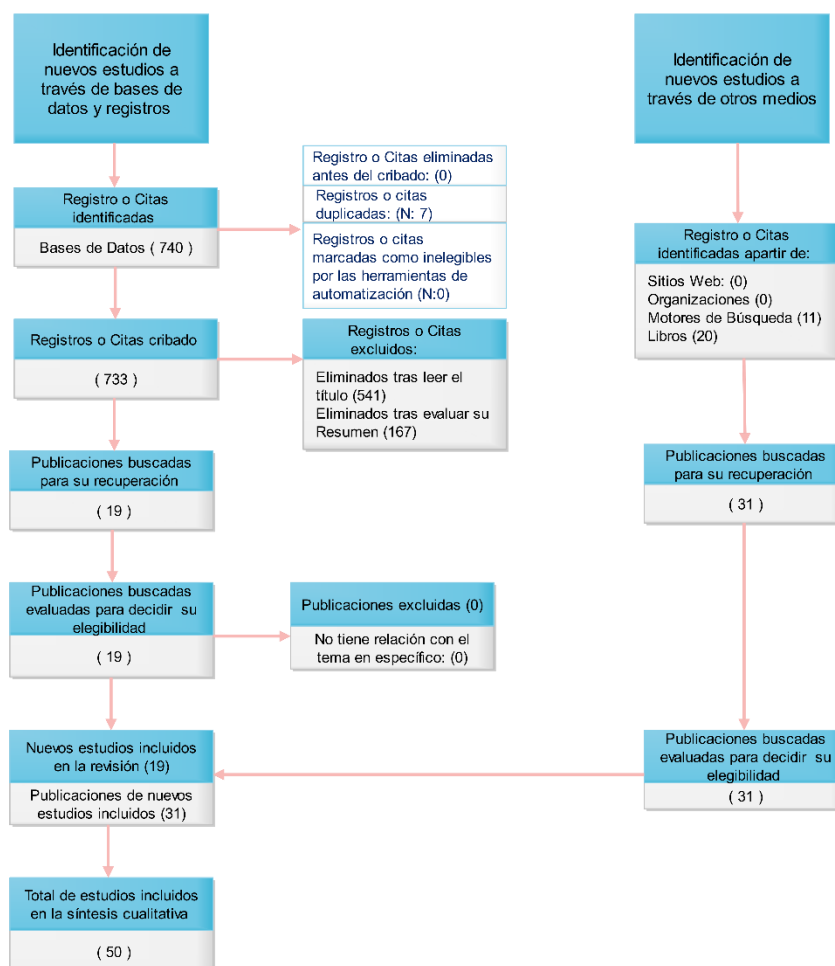 Identificación de
nuevos estudios a
través de bases de
datos y registros
Identificación de
nuevos estudios a
través de otros medios
Registro o Citas
identificadas
Bases de Datos ( 740 )
Registro o Citas eliminadas
antes del cribado: (0)
Registros o citas
duplicadas: (N: 7)
Registros o citas
marcadas como inelegibles
por las herramientas de
automatización (N:0)
Registro o Citas
identificadas apartir de:
Sitios Web: (0)
Organizaciones (0)
Motores de Búsqueda (11)
Libros (20)
Registros o Citas cribado
( 733 )
Registros o Citas
excluidos:
Eliminados tras leer el
título (541)
Eliminados tras evaluar su
Resumen (167)
Publicaciones buscadas
para su recuperación
( 19 )
Publicaciones buscadas
para su recuperación
( 31 )
Publicaciones buscadas
evaluadas para decidir su
elegibilidad
( 19 )
Publicaciones excluidas (0)
No tiene relación con el
tema en específico: (0)
Nuevos estudios incluidos
en la revisión (19)
Publicaciones de nuevos
estudios incluidos (31)
Publicaciones buscadas
evaluadas para decidir su
elegibilidad
( 31 )
Total de estudios incluidos
en la síntesis cualitativa
( 50 )